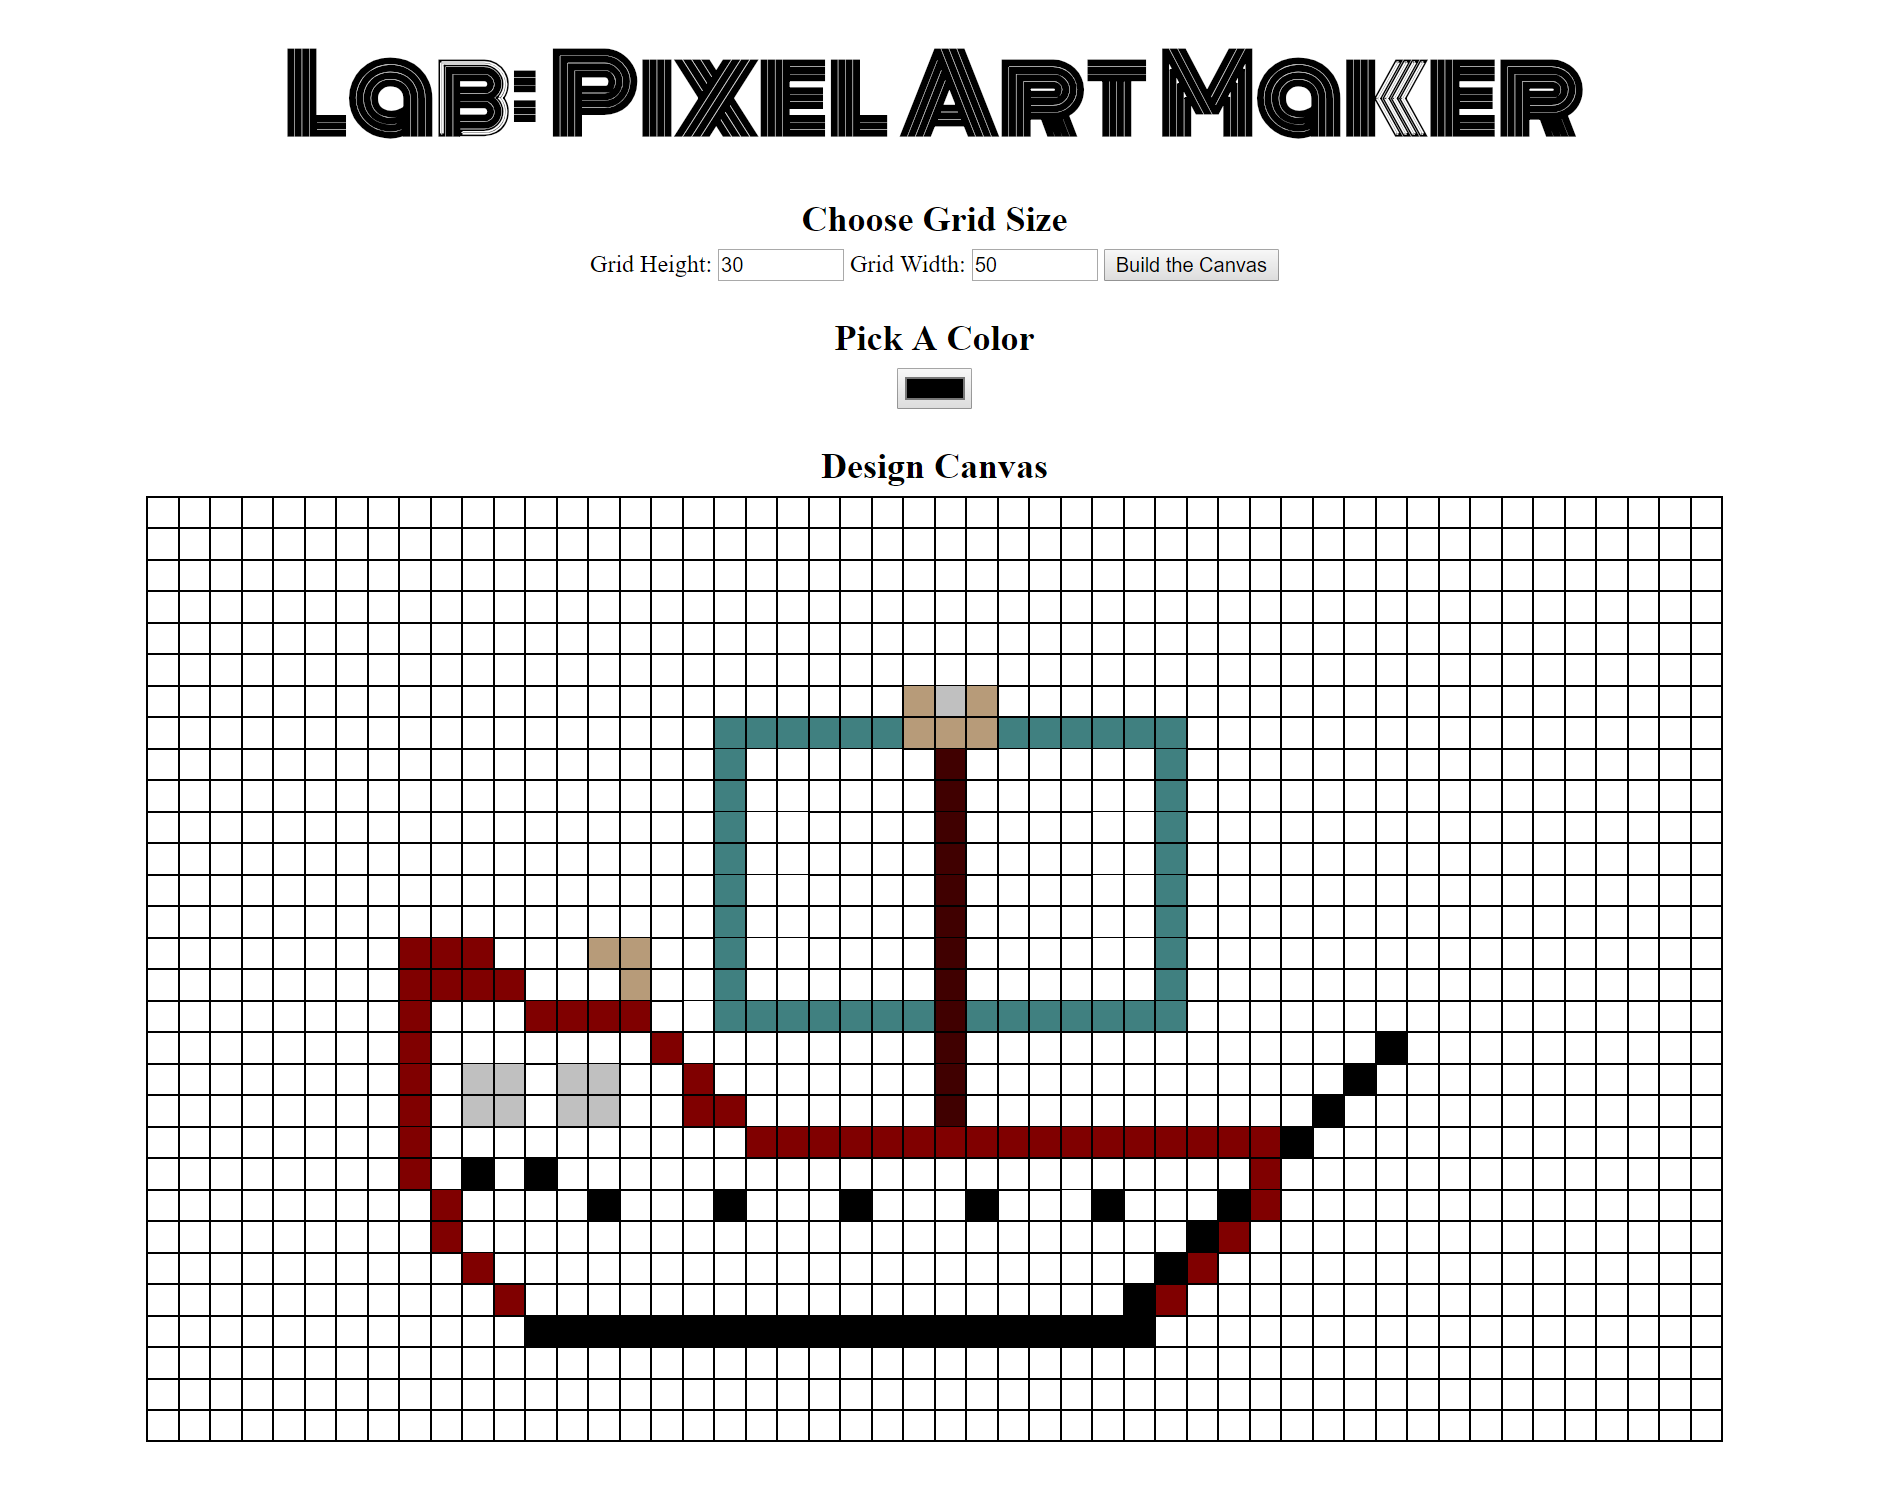 Lab: Pixel Art Maker
Choose Grid Size
Grid Height: 30 Grid Width: 50 Build the Canvas
Pick A Color
Design Canvas